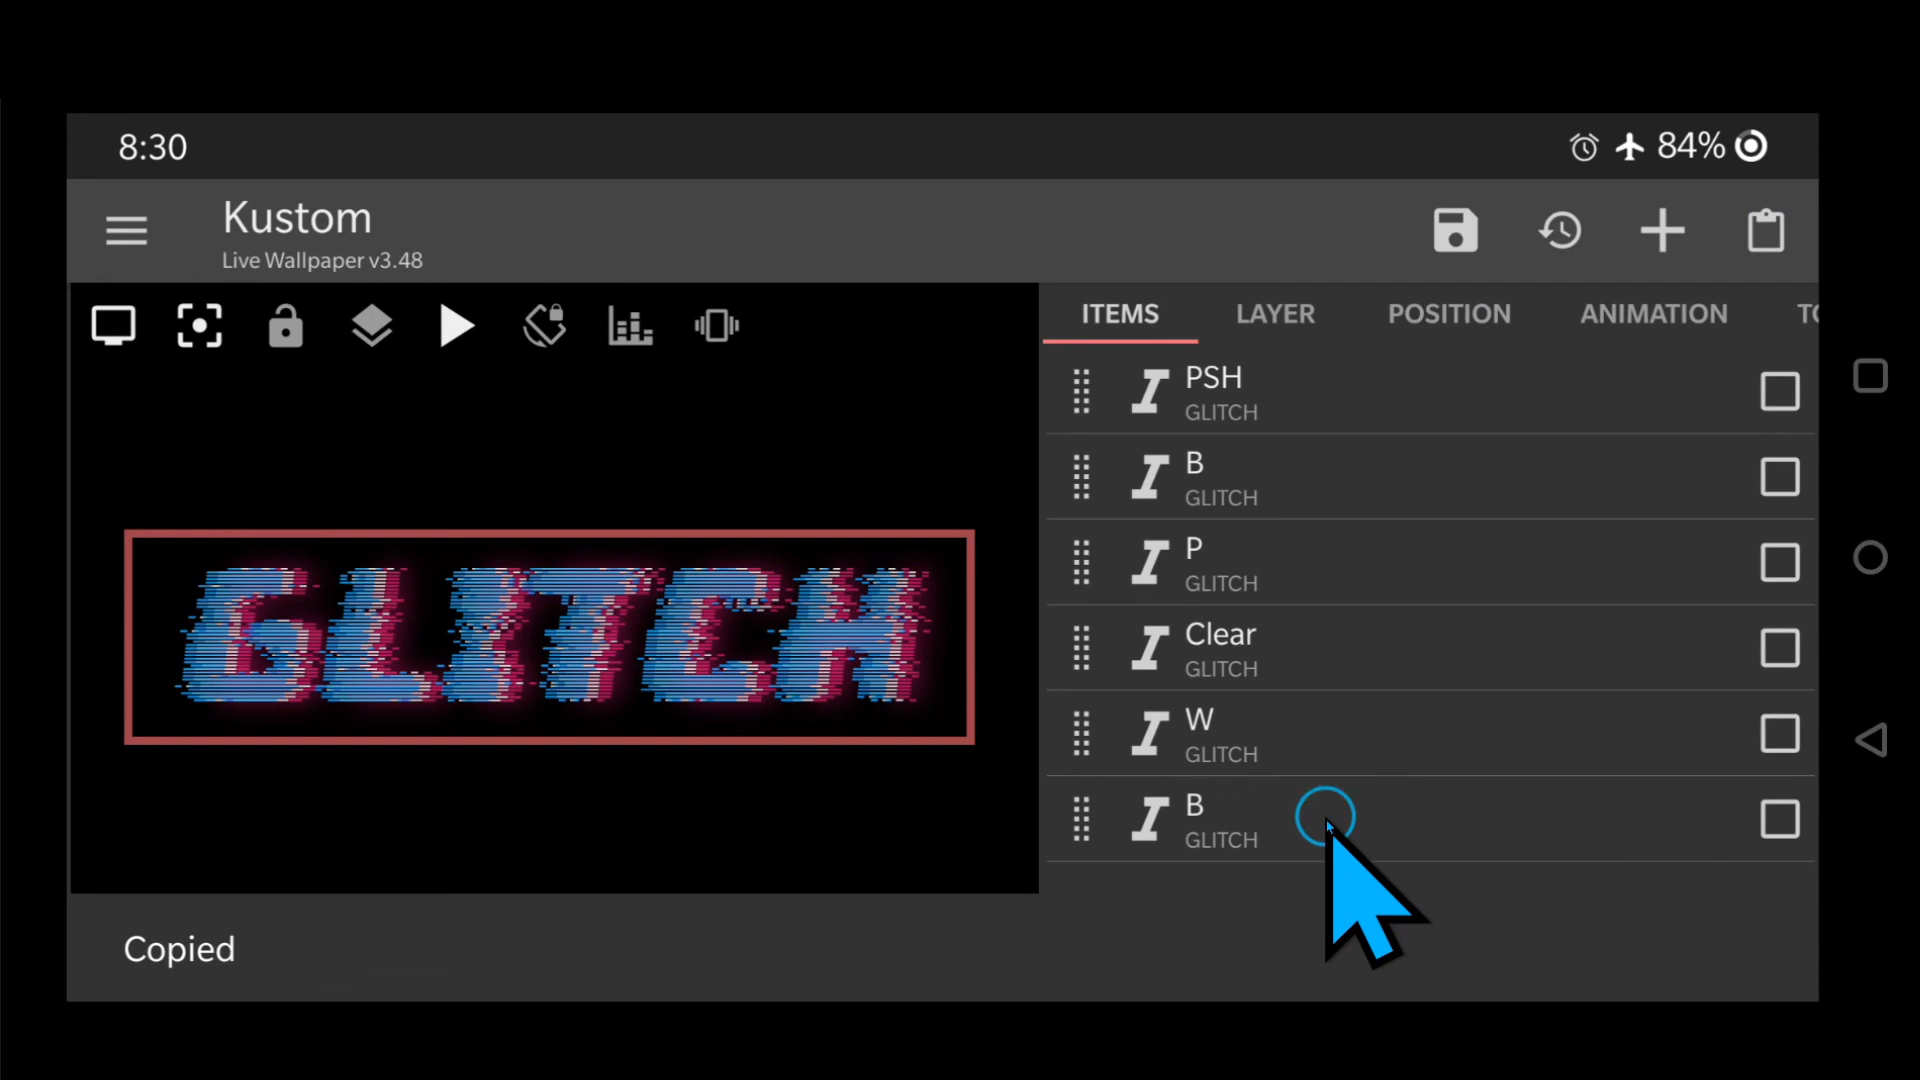 8:30
84%
Kustom
Live Wallpaper v3.48
ITEMS LAYER POSITION ANIMATION TO
PSH
GLITCH
B
GLITCH
P
GLITCH
Clear
GLITCH
W
GLITCH
B
GLITCH
GLITCH
Copied